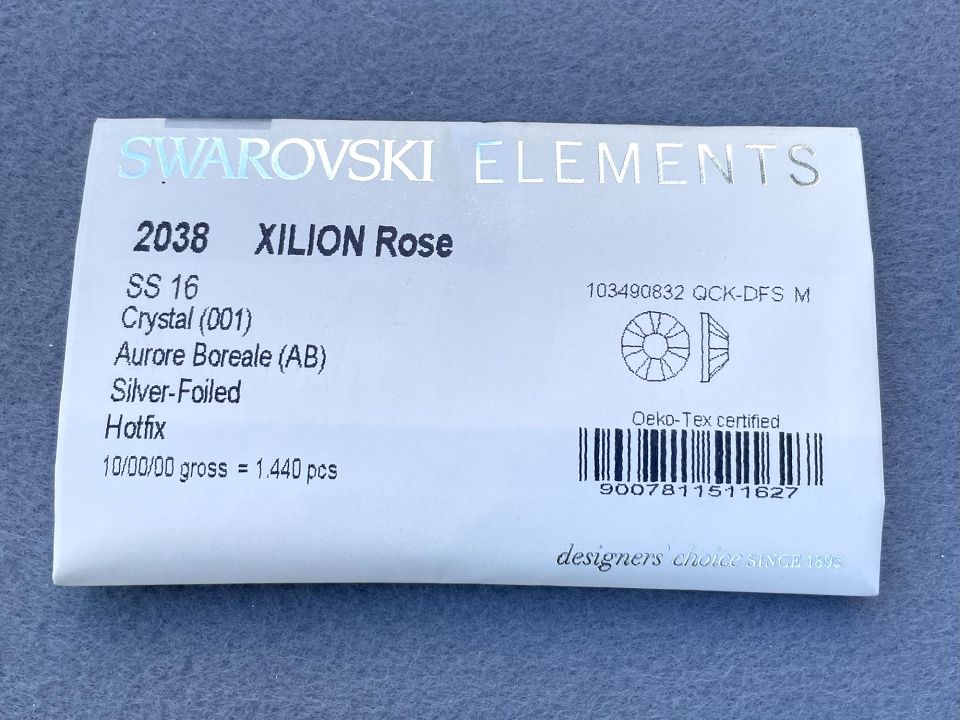 SWAROVSKI ELEMENTS
2038 XILION Rose
SS 16
Crystal (001)
Aurore Boreale (AB)
Silver-Foiled
Hotfix
10/00/00 gross = 1.440 pcs
103490832 QCK-DFS M
Oeko-Tex certified
9007811511627
designers' choice SINCE 1895